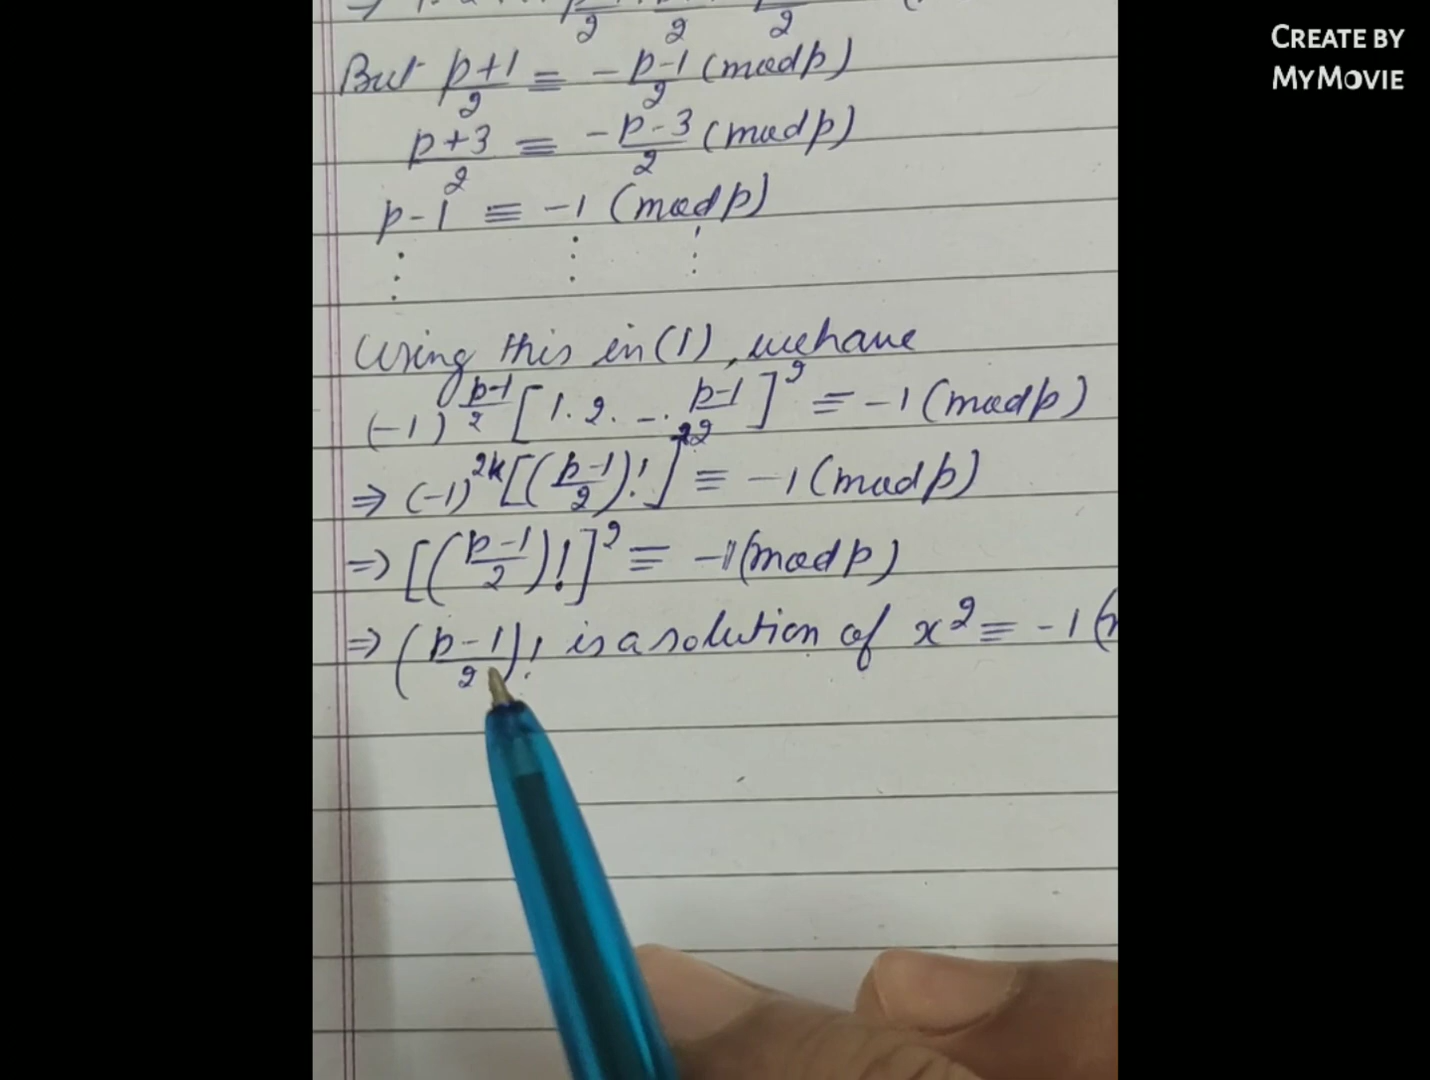 But p+1/2 ≡ -p-1/2 (mod p)
p+3/2 ≡ -p-3/2 (mod p)
p-1 ≡ -1 (mod p)
⋮ ⋮ ⋮
Using this in (1), we have
(-1)^(p-1/2) [1.2. -. p-1/2]^2 ≡ -1 (mod p)
⇒ (-1)^2k [(p-1/2)!]^2 ≡ -1 (mod p)
⇒ [(p-1/2)!]^2 ≡ -1 (mod p)
⇒ (p-1/2)! is a solution of x^2 ≡ -1 (
CREATE BY
MYMOVIE